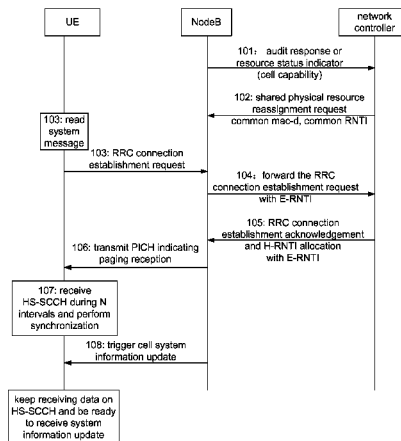 UE
NodeB
network
controller
101： audit response or
resource status indicator
(cell capability)
102: shared physical resource
reassignment request
common mac-d, common RNTI
103: read
system
message
103: RRC connection
establishment request
104：forward the RRC
connection establishment request
with E-RNTI
105: RRC connection
establishment acknowledgement
and H-RNTI allocation
with E-RNTI
106: transmit PICH indicating
paging reception
107: receive
HS-SCCH during N
intervals and perform
synchronization
108: trigger cell system
information update
keep receiving data on
HS-SCCH and be ready
to receive system
information update